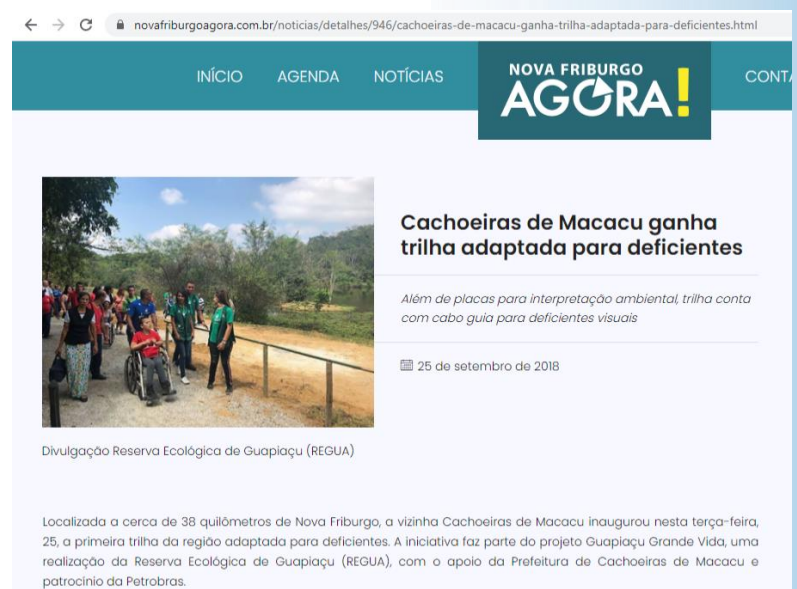 novafriburgoagora.com.br/noticias/detalhes/946/cachoeiras-de-macacu-ganha-trilha-adaptada-para-deficientes.html
INÍCIO AGENDA NOTÍCIAS NOVA FRIBURGO AGORA! CONTA
Cachoeiras de Macacu ganha
trilha adaptada para deficientes
Além de placas para interpretação ambiental, trilha conta
com cabo guia para deficientes visuais
25 de setembro de 2018
Divulgação Reserva Ecológica de Guapiaçu (REGUA)
Localizada a cerca de 38 quilômetros de Nova Friburgo, a vizinha Cachoeiras de Macacu inaugurou nesta terça-feira,
25, a primeira trilha da região adaptada para deficientes. A iniciativa faz parte do projeto Guapiaçu Grande Vida, uma
realização da Reserva Ecológica de Guapiaçu (REGUA), com o apoio da Prefeitura de Cachoeiras de Macacu e
patrocínio da Petrobras.